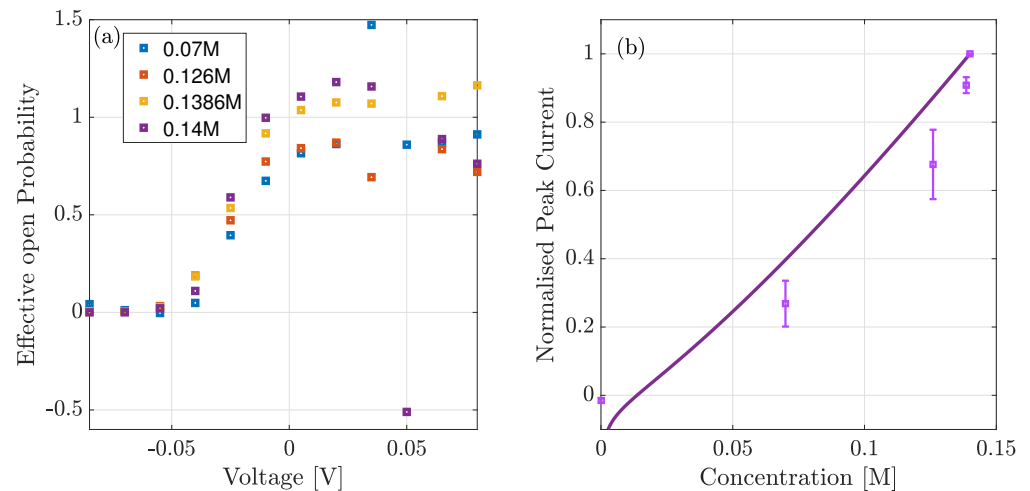 (a)
0.07M
0.126M
0.1386M
0.14M
1.5
1
0.5
0
-0.5
-0.05
0
0.05
Voltage [V]
Effective open Probability
(b)
1
0.8
0.6
0.4
0.2
0
0
0.05
0.1
0.15
Concentration [M]
Normalised Peak Current